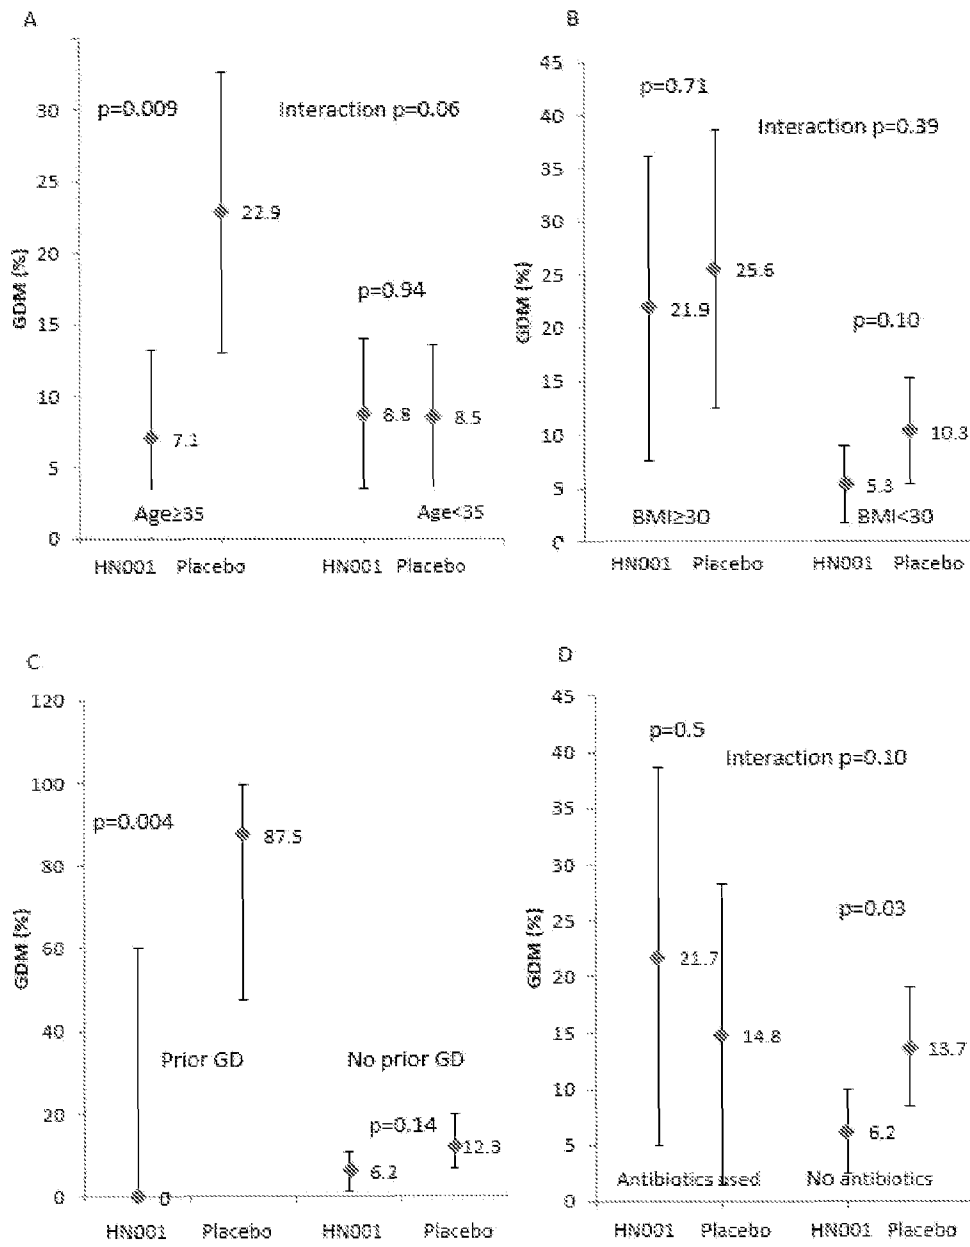 A
p=0.009
Interaction p=0.06
30
25
20
15
10
5
0
GDM (%)
22.9
p=0.94
7.1
8.8
8.5
Age≥35
Age<35
HN001 Placebo
HN001 Placebo
B
45
40
35
30
25
20
15
10
5
0
GDM (%)
p=0.71
Interaction p=0.39
21.9
25.6
p=0.10
5.3
10.3
BMI≥30
BMI<30
HN001 Placebo
HN001 Placebo
C
120
100
80
60
40
20
0
GDM (%)
p=0.004
87.5
Prior GD
No prior GD
p=0.14
0
6.2
12.3
HN001 Placebo
HN001 Placebo
D
45
40
35
30
25
20
15
10
5
0
GDM (%)
p=0.5
Interaction p=0.10
p=0.03
21.7
14.8
6.2
13.7
Antibiotics used
No antibiotics
HN001 Placebo
HN001 Placebo